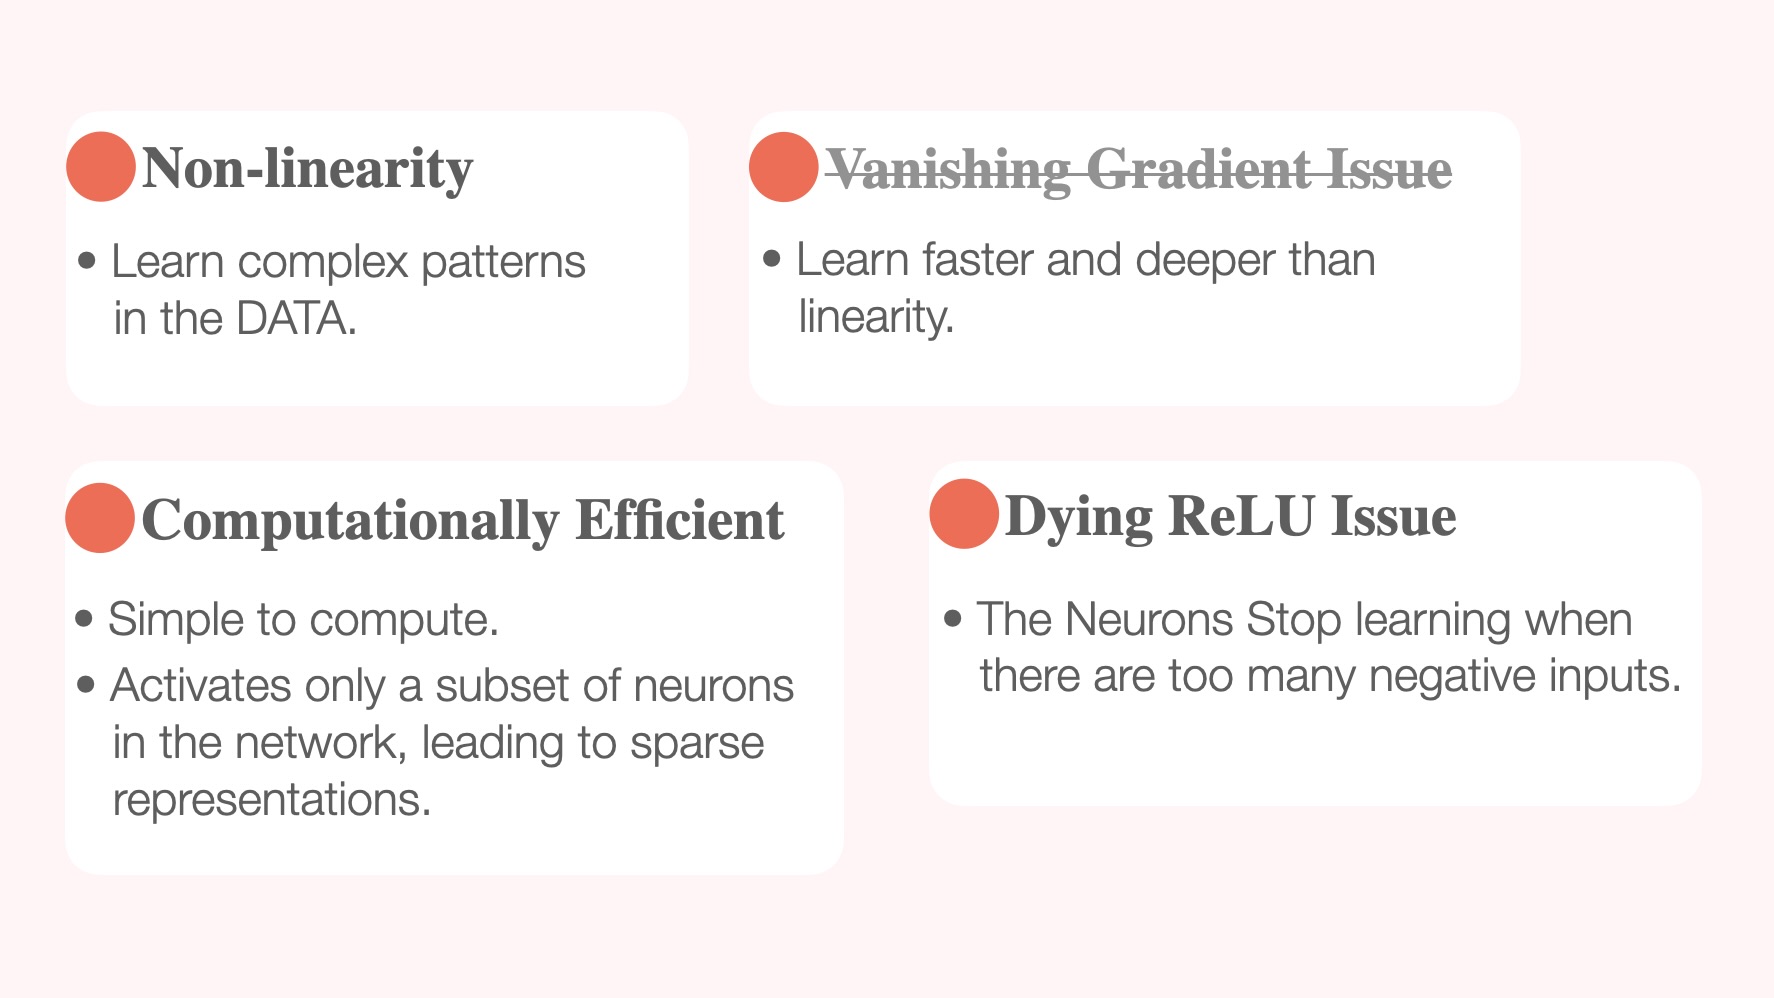 Non-linearity
• Learn complex patterns
in the DATA.
Vanishing Gradient Issue
• Learn faster and deeper than
linearity.
Computationally Efficient
• Simple to compute.
• Activates only a subset of neurons
in the network, leading to sparse
representations.
Dying ReLU Issue
• The Neurons Stop learning when
there are too many negative inputs.